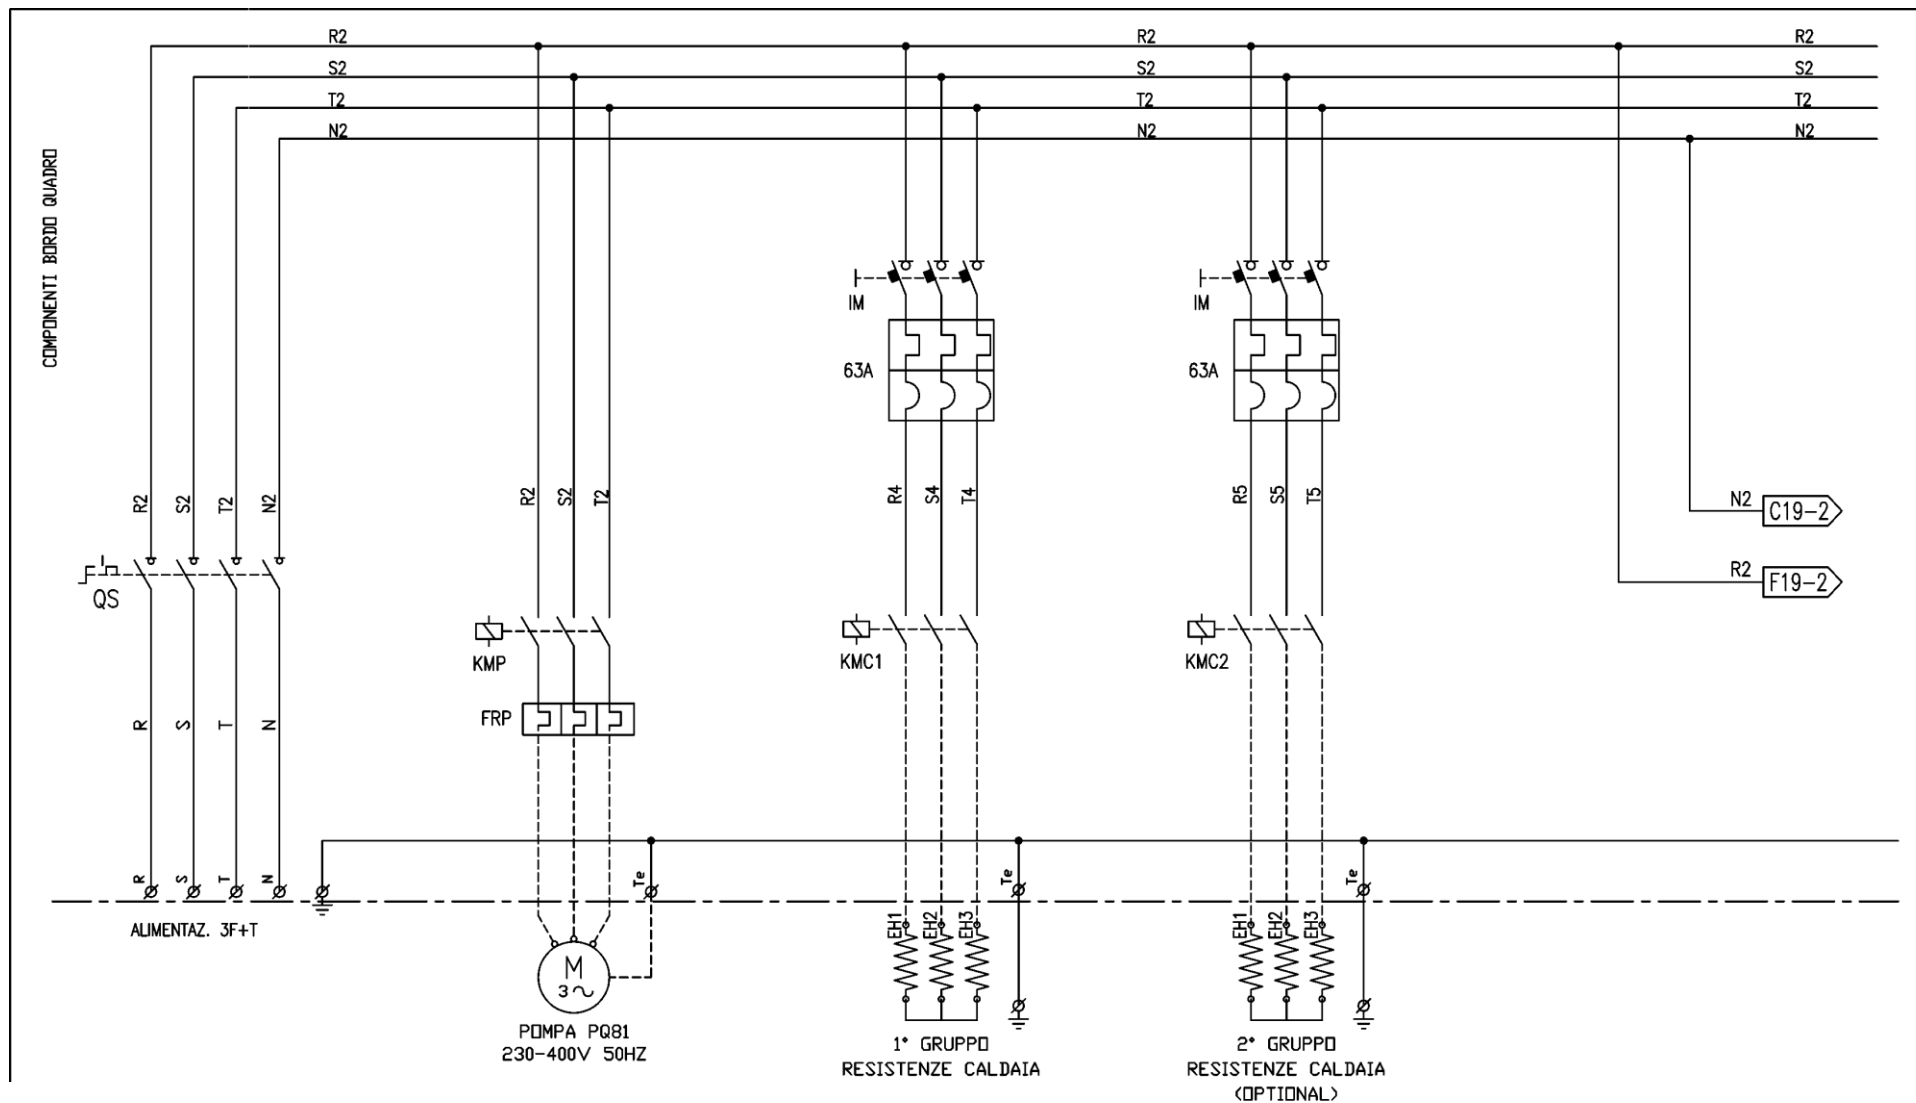 R2
R2
R2
S2
S2
S2
T2
T2
T2
N2
N2
N2
COMPONENTI BORDO QUADRO
IM
IM
63A
63A
R2
S2
T2
N2
R2
S2
T2
R4
S4
T4
R5
S5
T5
N2
C19-2
R2
F19-2
QS
KMP
KMC1
KMC2
FRP
R
S
T
N
R
S
T
N
Te
Te
Te
ALIMENTAZ. 3F+T
EH1
EH2
EH3
EH1
EH2
EH3
M
3~
POMPA PQ81
230-400V 50HZ
1° GRUPPO
RESISTENZE CALDAIA
2° GRUPPO
RESISTENZE CALDAIA
(OPTIONAL)